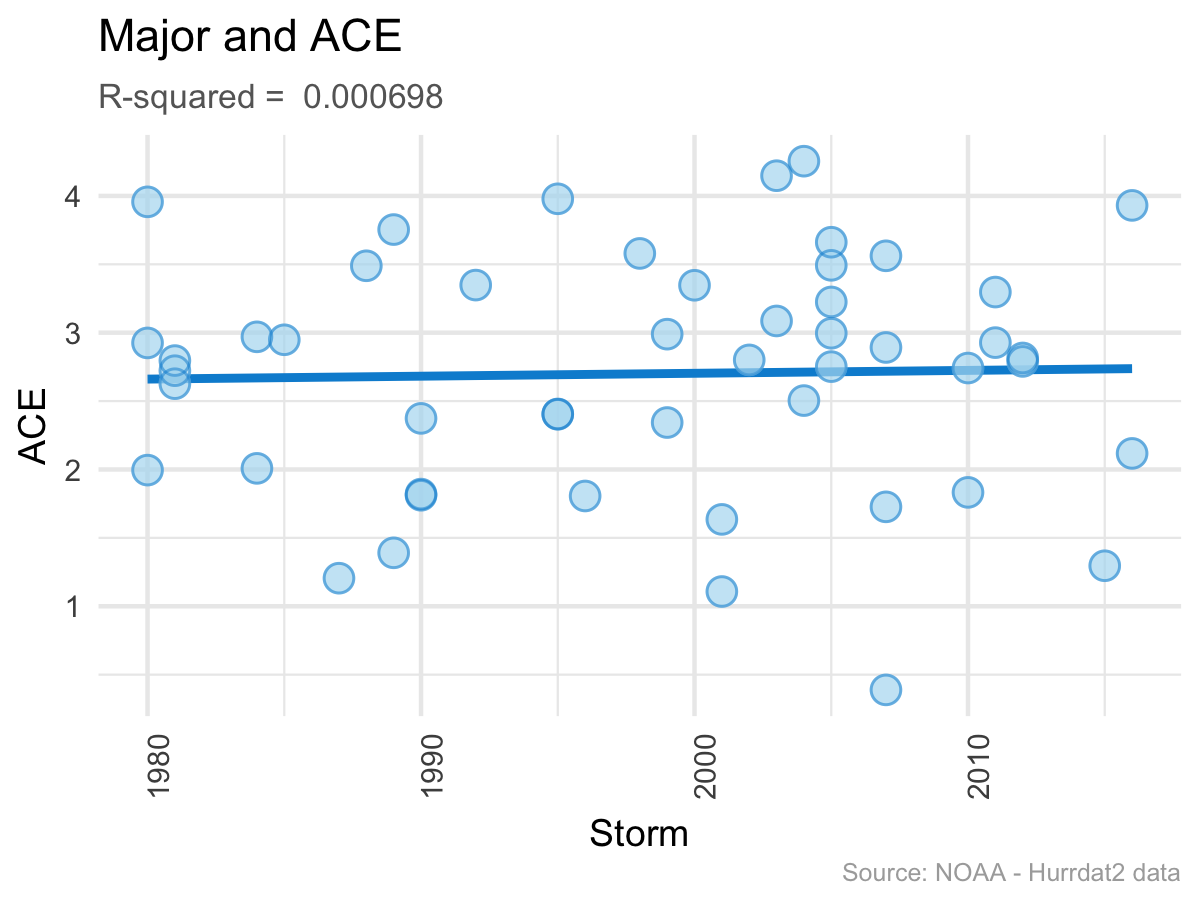 Major and ACE
R-squared =  0.000698
ACE
4
3
2
1
1980
1990
2000
2010
Storm
Source: NOAA - Hurrdat2 data